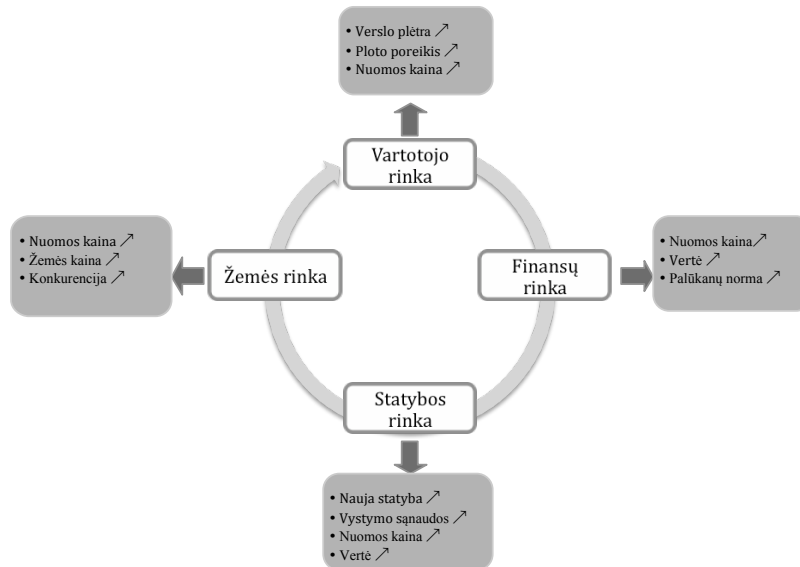 • Verslo plėtra ↗
• Ploto poreikis ↗
• Nuomos kaina ↗
Vartotojo
rinka
• Nuomos kaina ↗
• Žemės kaina ↗
• Konkurencija ↗
Žemės rinka
Finansų
rinka
• Nuomos kaina↗
• Vertė ↗
• Palūkanų norma ↗
Statybos
rinka
• Nauja statyba ↗
• Vystymo sąnaudos ↗
• Nuomos kaina ↗
• Vertė ↗